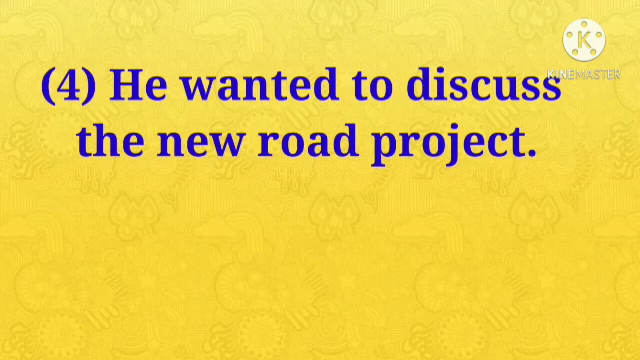 (4) He wanted to discuss
the new road project.
K
KINEMASTER